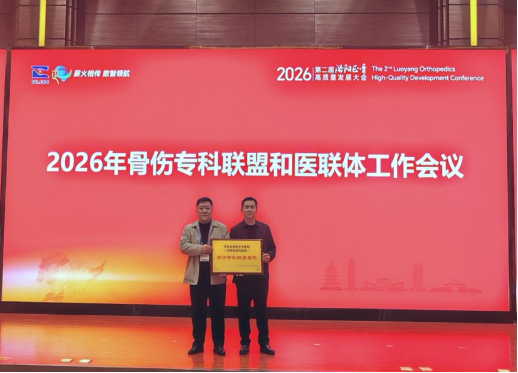 薪火相传 数智领航
2026 第二届洛阳正骨
高质量发展大会
The 2nd Luoyang Orthopedics
High-Quality Development Conference
2026年骨伤专科联盟和医联体工作会议